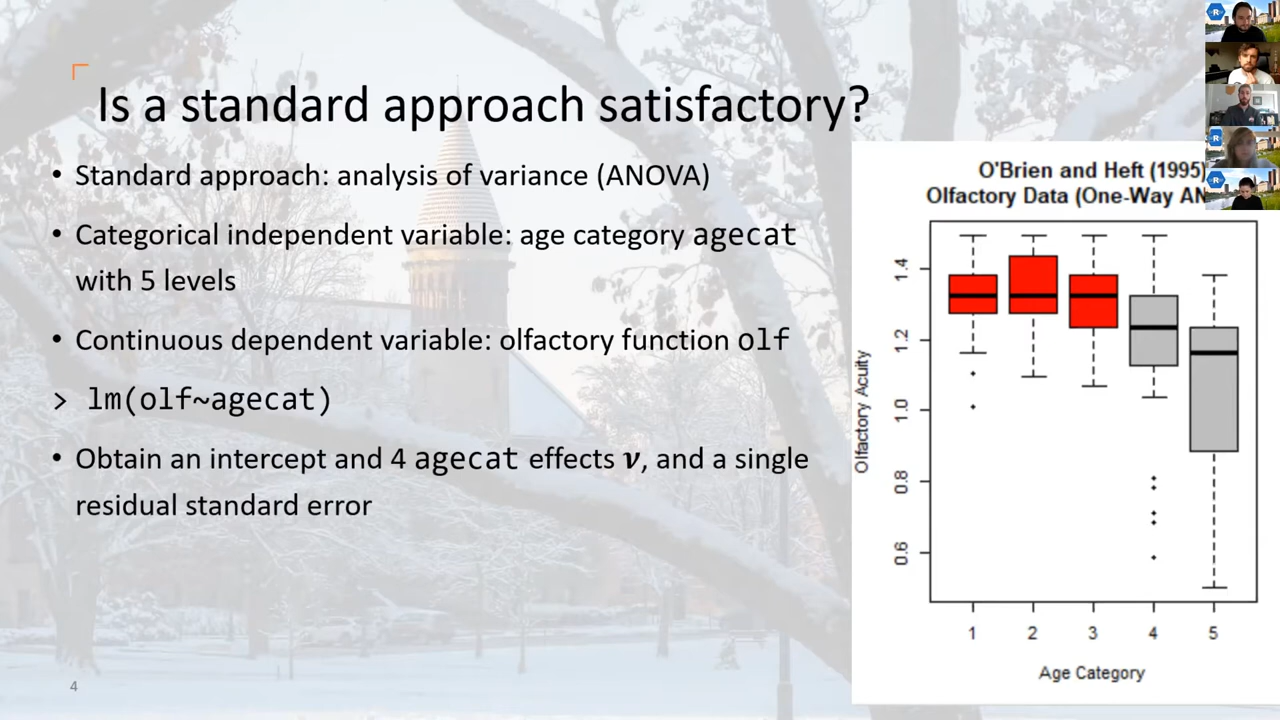 Is a standard approach satisfactory?
• Standard approach: analysis of variance (ANOVA)
• Categorical independent variable: age category agecat
with 5 levels
• Continuous dependent variable: olfactory function olf
> lm(olf~agecat)
• Obtain an intercept and 4 agecat effects ν, and a single
residual standard error
4
O'Brien and Heft (1995)
Olfactory Data (One-Way AN
Olfactory Acuity
1.4
1.2
1.0
0.8
0.6
1 2 3 4 5
Age Category
R
R
R